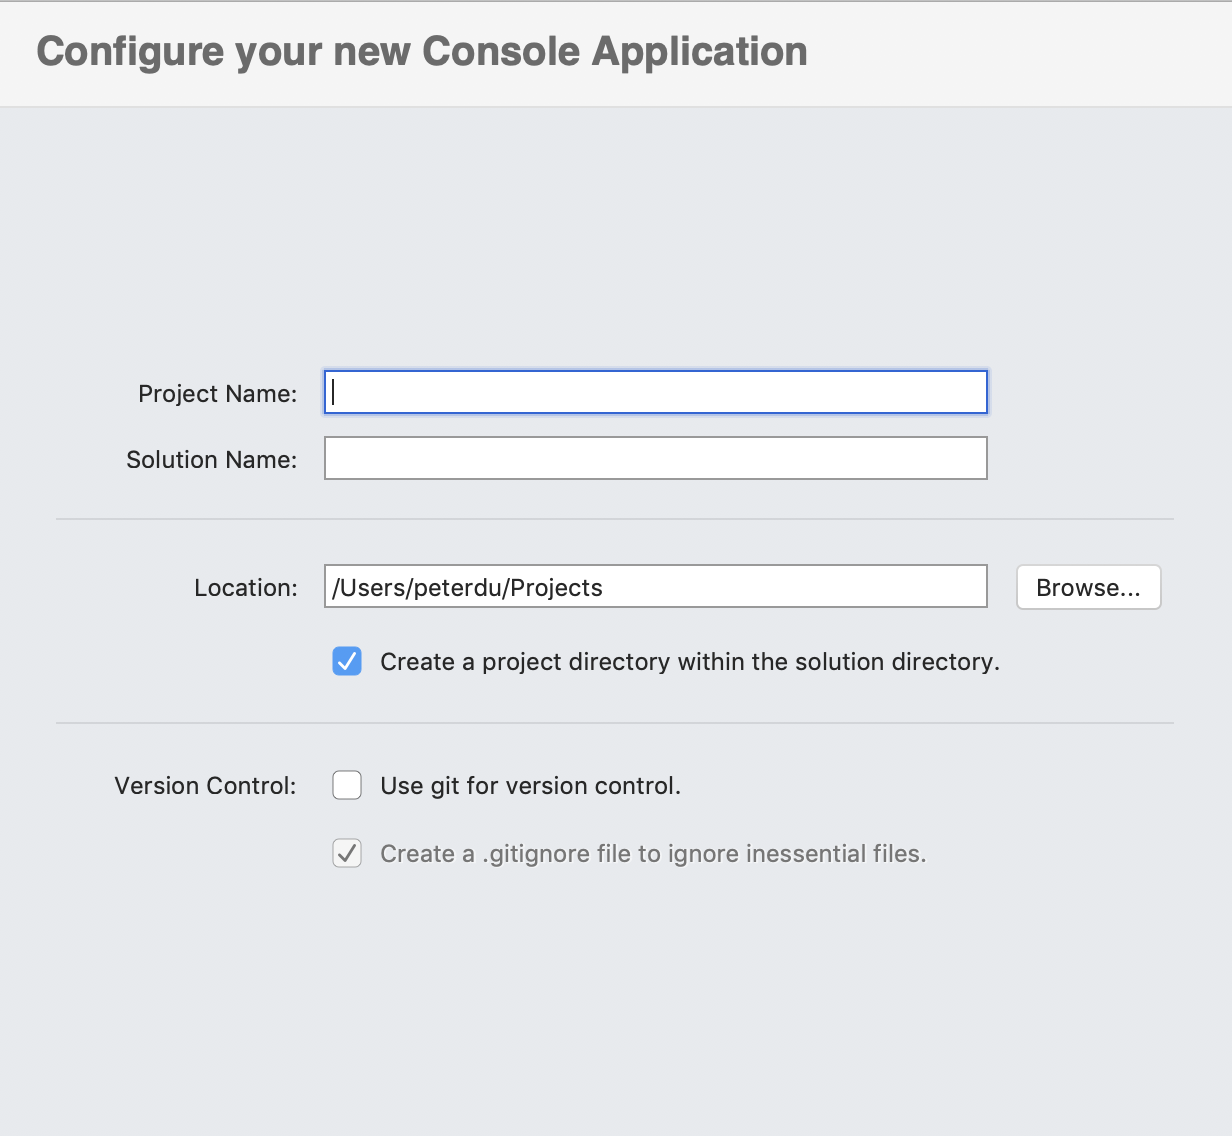 Configure your new Console Application
Project Name:
Solution Name:
Location: /Users/peterdu/Projects Browse...
Create a project directory within the solution directory.
Version Control: Use git for version control.
Create a .gitignore file to ignore inessential files.